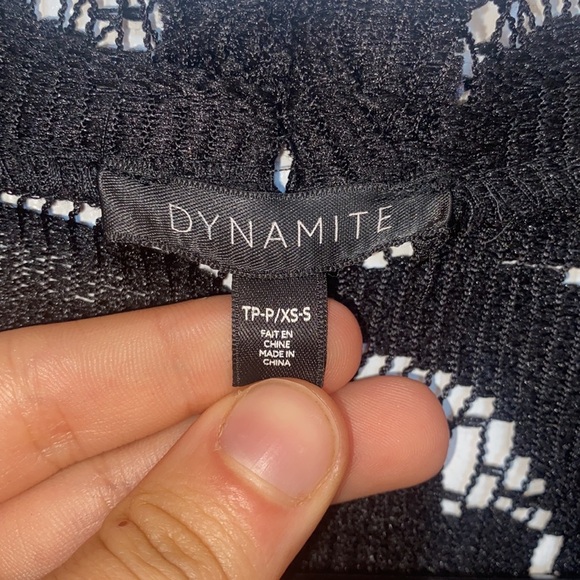 DYNAMITE
TP-P/XS-S
FAIT EN
CHINE
MADE IN
CHINA